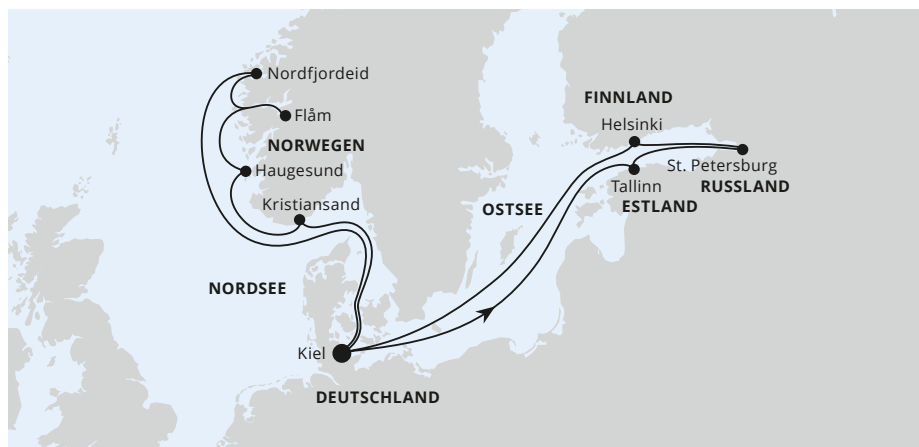 Nordfjordeid
Flåm
NORWEGEN
Haugesund
Kristiansand
FINNLAND
Helsinki
St. Petersburg
RUSSLAND
Tallinn
ESTLAND
OSTSEE
NORDSEE
Kiel
DEUTSCHLAND